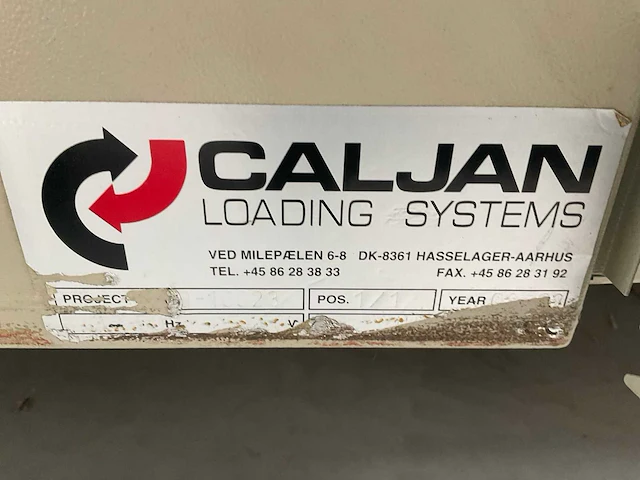 CALJAN
LOADING SYSTEMS
VED MILEPÆLEN 6-8 DK-8361 HASSELAGER-AARHUS
TEL. +45 86 28 38 33 FAX. +45 86 28 31 92
PROJECT POS. YEAR
Hz V